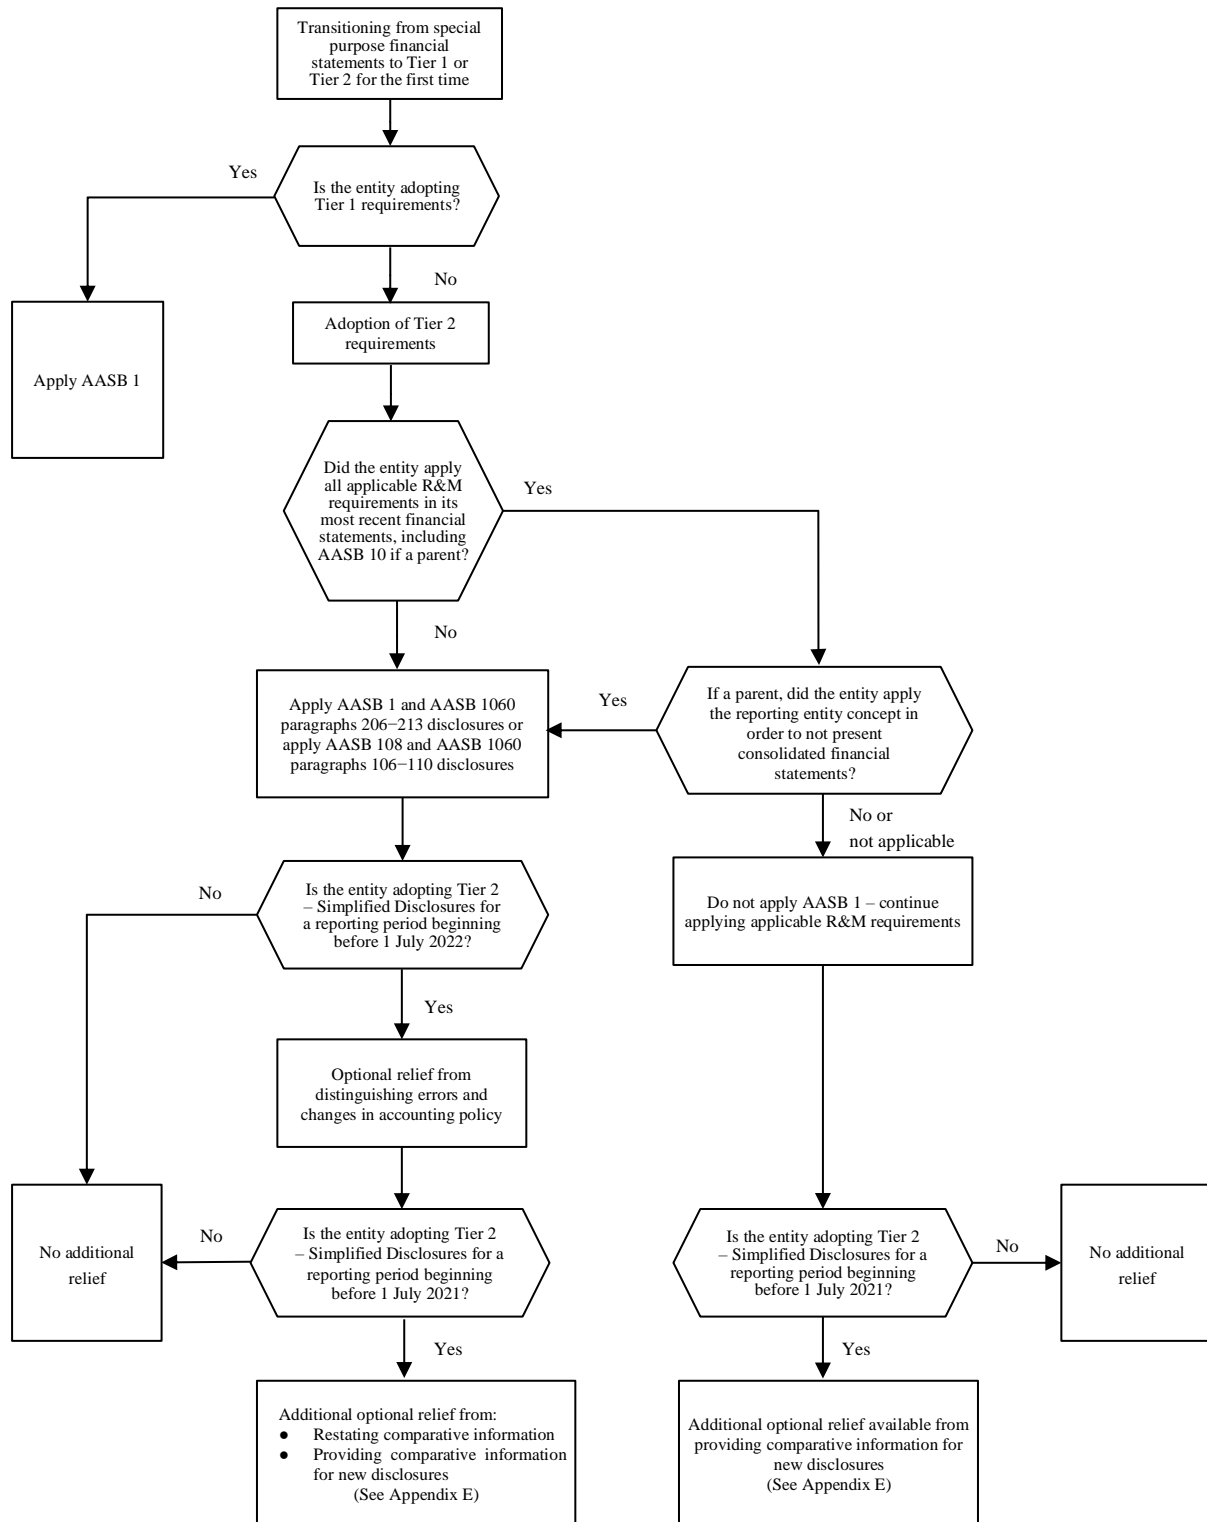 Transitioning from special
purpose financial
statements to Tier 1 or
Tier 2 for the first time
Yes
Is the entity adopting
Tier 1 requirements?
No
Apply AASB 1
Adoption of Tier 2
requirements
Did the entity apply
all applicable R&M
requirements in its
most recent financial
statements, including
AASB 10 if a parent?
Yes
No
Apply AASB 1 and AASB 1060
paragraphs 206−213 disclosures or
apply AASB 108 and AASB 1060
paragraphs 106−110 disclosures
Yes
If a parent, did the entity apply
the reporting entity concept in
order to not present
consolidated financial
statements?
No or
not applicable
No
Is the entity adopting Tier 2
– Simplified Disclosures for
a reporting period beginning
before 1 July 2022?
Do not apply AASB 1 – continue
applying applicable R&M requirements
Yes
Optional relief from
distinguishing errors and
changes in accounting policy
No additional
relief
No
Is the entity adopting Tier 2
– Simplified Disclosures for a
reporting period beginning
before 1 July 2021?
Is the entity adopting Tier 2
– Simplified Disclosures for a
reporting period beginning
before 1 July 2021?
No
No additional
relief
Yes
Yes
Additional optional relief from:
● Restating comparative information
● Providing comparative information
for new disclosures
(See Appendix E)
Additional optional relief available from
providing comparative information for
new disclosures
(See Appendix E)